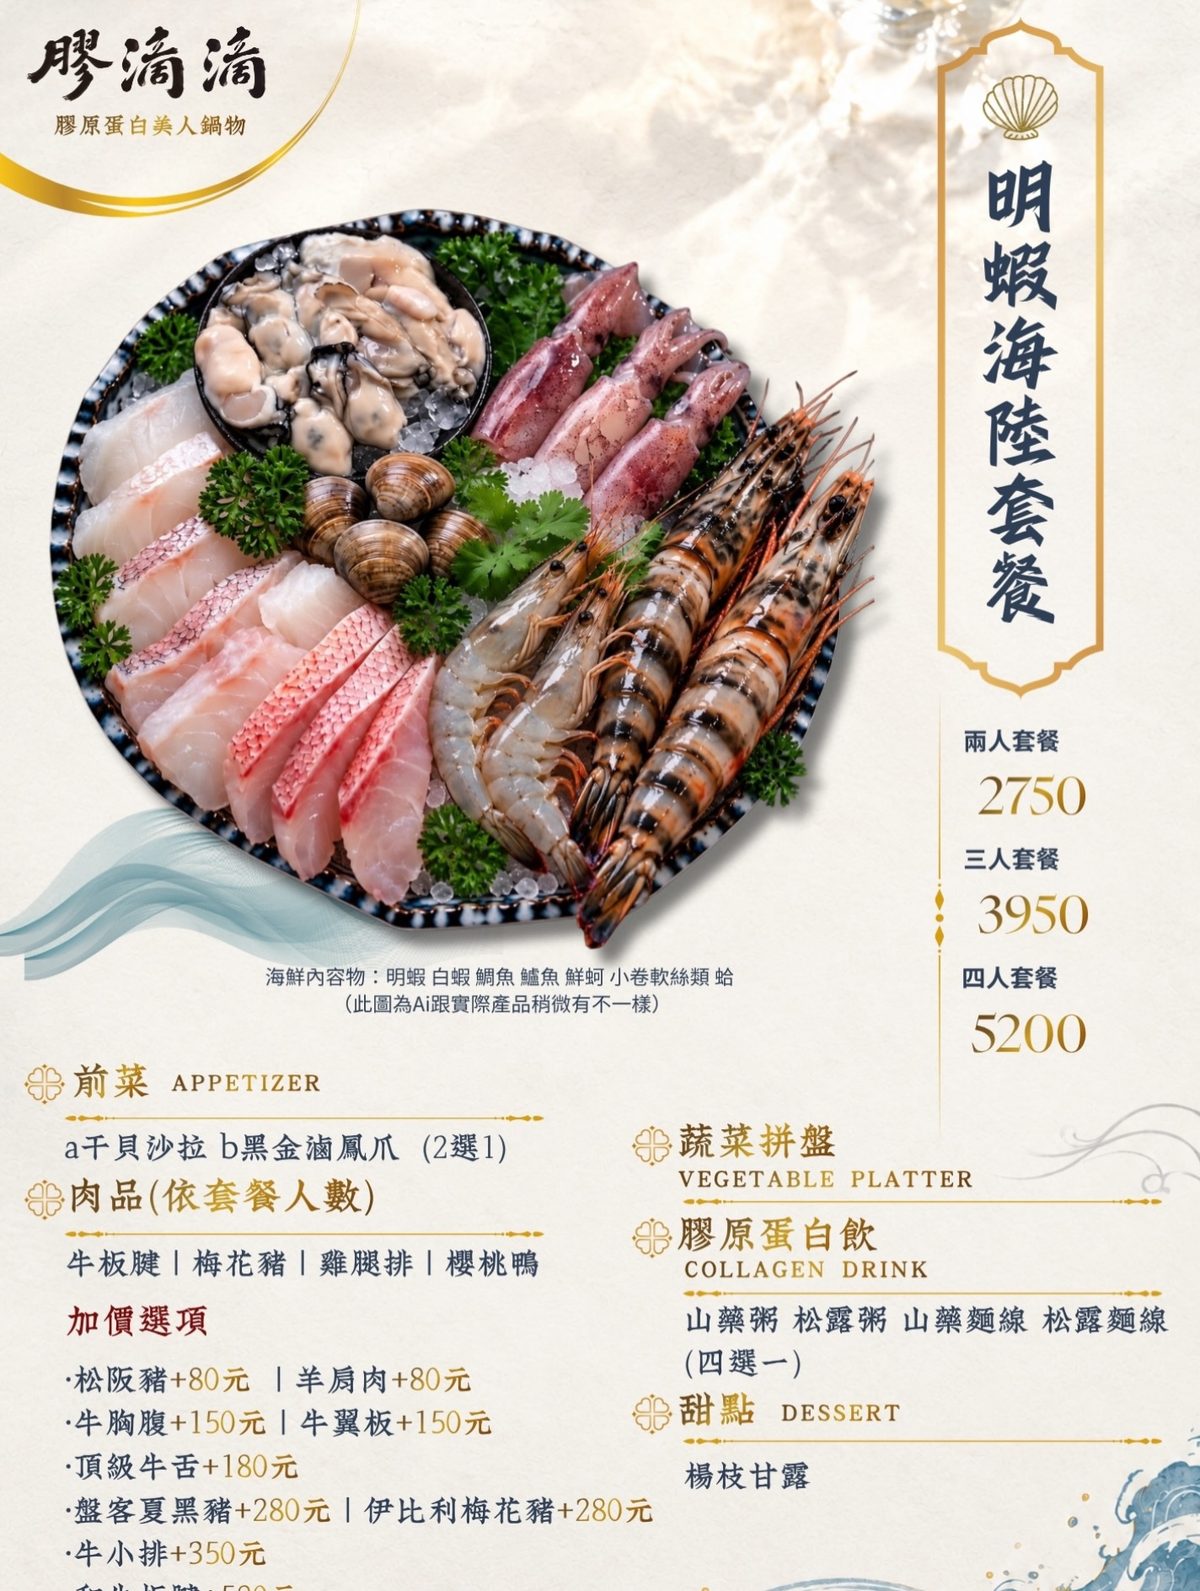 膠滴滴
膠原蛋白美人鍋物
明蝦海陸套餐
兩人套餐
2750
三人套餐
3950
四人套餐
5200
海鮮內容物：明蝦 白蝦 鯛魚 鱸魚 鮮蚵 小卷軟絲類 蛤
（此圖為Ai跟實際產品稍微有不一樣）
前菜 APPETIZER
a干貝沙拉 b黑金滷鳳爪 (2選1)
肉品(依套餐人數)
牛板腱｜梅花豬｜雞腿排｜櫻桃鴨
加價選項
·松阪豬+80元 ｜羊肩肉+80元
·牛胸腹+150元｜牛翼板+150元
·頂級牛舌+180元
·盤客夏黑豬+280元｜伊比利梅花豬+280元
·牛小排+350元
蔬菜拼盤
VEGETABLE PLATTER
膠原蛋白飲
COLLAGEN DRINK
山藥粥 松露粥 山藥麵線 松露麵線
(四選一)
甜點 DESSERT
楊枝甘露